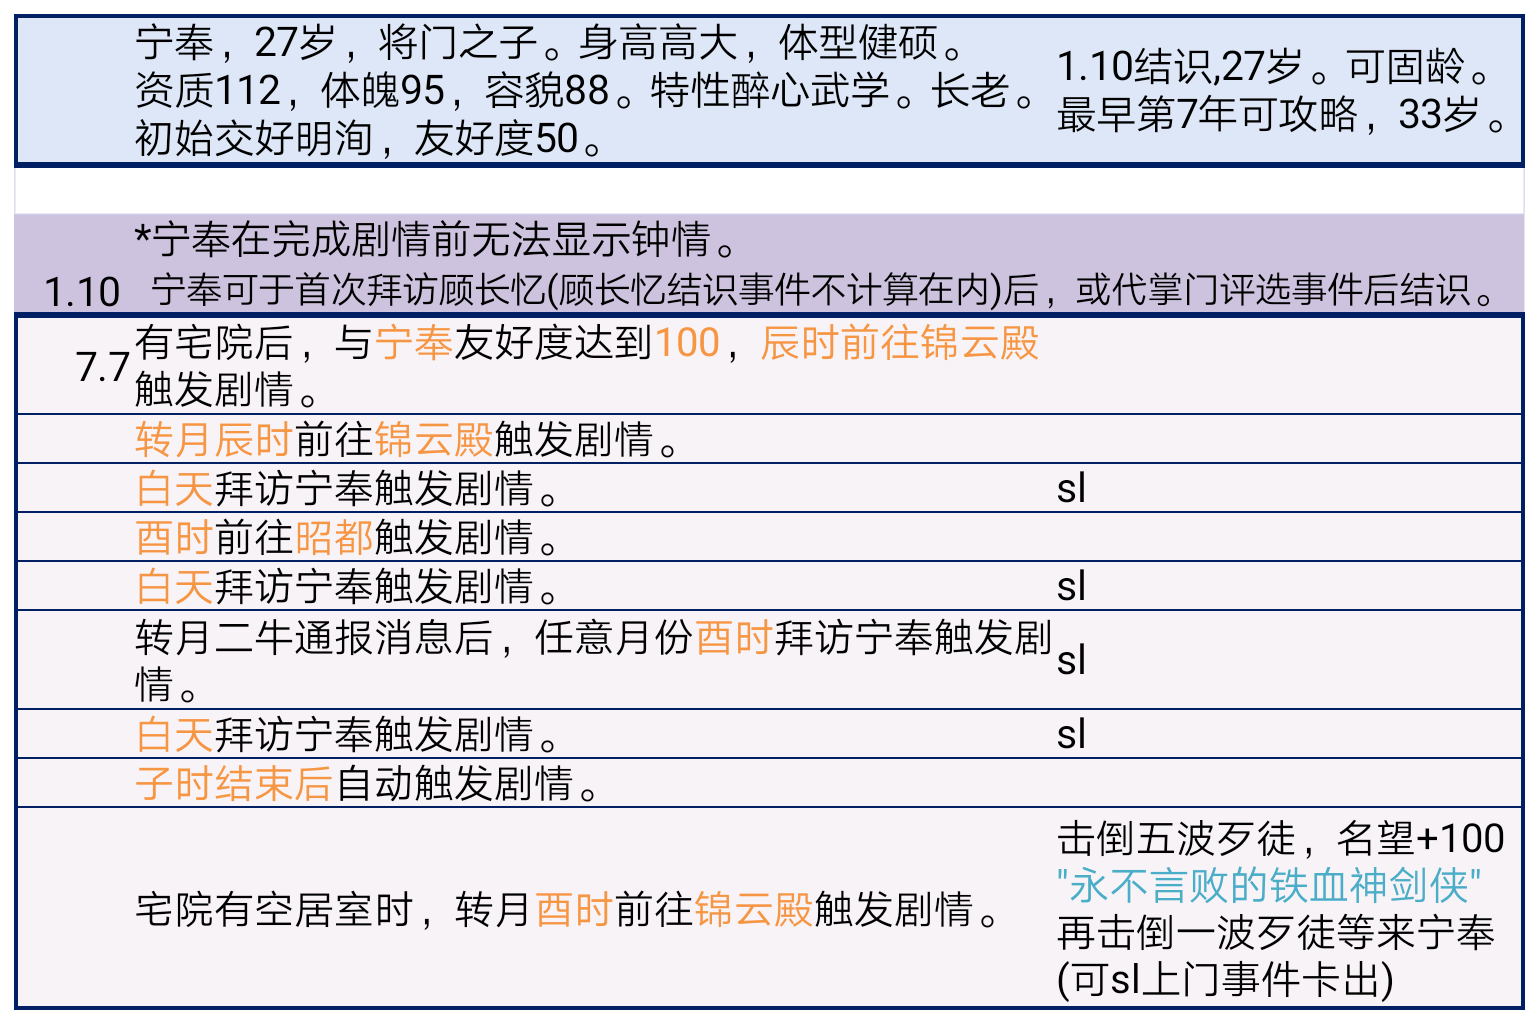 宁奉，27岁，将门之子。身高高大，体型健硕。
资质112，体魄95，容貌88。特性醉心武学。长老。
初始交好明洵，友好度50。
1.10结识,27岁。可固龄。
最早第7年可攻略，33岁。
*宁奉在完成剧情前无法显示钟情。
1.10 宁奉可于首次拜访顾长忆(顾长忆结识事件不计算在内)后，或代掌门评选事件后结识。
7.7
有宅院后，与宁奉友好度达到100，辰时前往锦云殿
触发剧情。
转月辰时前往锦云殿触发剧情。
白天拜访宁奉触发剧情。 sl
酉时前往昭都触发剧情。
白天拜访宁奉触发剧情。 sl
转月二牛通报消息后，任意月份酉时拜访宁奉触发剧
情。
sl
白天拜访宁奉触发剧情。 sl
子时结束后自动触发剧情。
宅院有空居室时，转月酉时前往锦云殿触发剧情。
击倒五波歹徒，名望+100
"永不言败的铁血神剑侠"
再击倒一波歹徒等来宁奉
(可sl上门事件卡出)